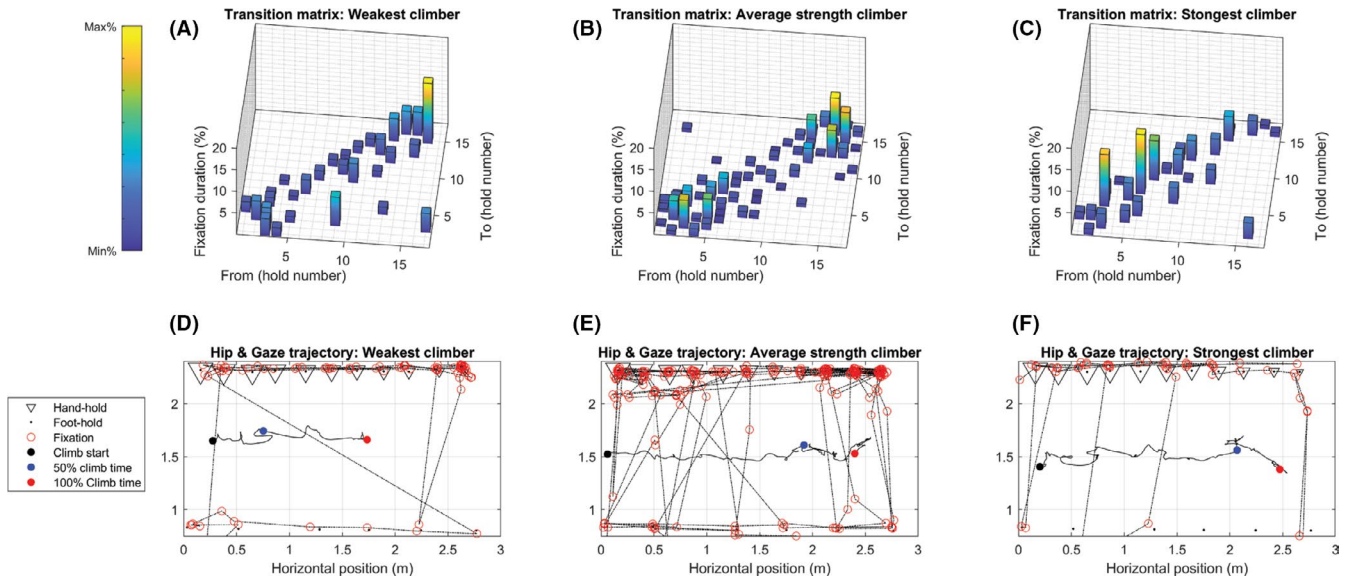 Max%
Min%
(A)
Transition matrix: Weakest climber
Fixation duration (%)
20
15
10
5
5
10
15
From (hold number)
15
10
5
To (hold number)
(B)
Transition matrix: Average strength climber
Fixation duration (%)
20
15
10
5
5
10
15
From (hold number)
15
10
5
To (hold number)
(C)
Transition matrix: Stongest climber
Fixation duration (%)
20
15
10
5
5
10
15
From (hold number)
15
10
5
To (hold number)
Hand-hold
Foot-hold
Fixation
Climb start
50% climb time
100% Climb time
(D)
Hip & Gaze trajectory: Weakest climber
2
1.5
1
0
0.5
1
1.5
2
2.5
3
Horizontal position (m)
(E)
Hip & Gaze trajectory: Average strength climber
2
1.5
1
0
0.5
1
1.5
2
2.5
3
Horizontal position (m)
(F)
Hip & Gaze trajectory: Strongest climber
2
1.5
1
0
0.5
1
1.5
2
2.5
3
Horizontal position (m)